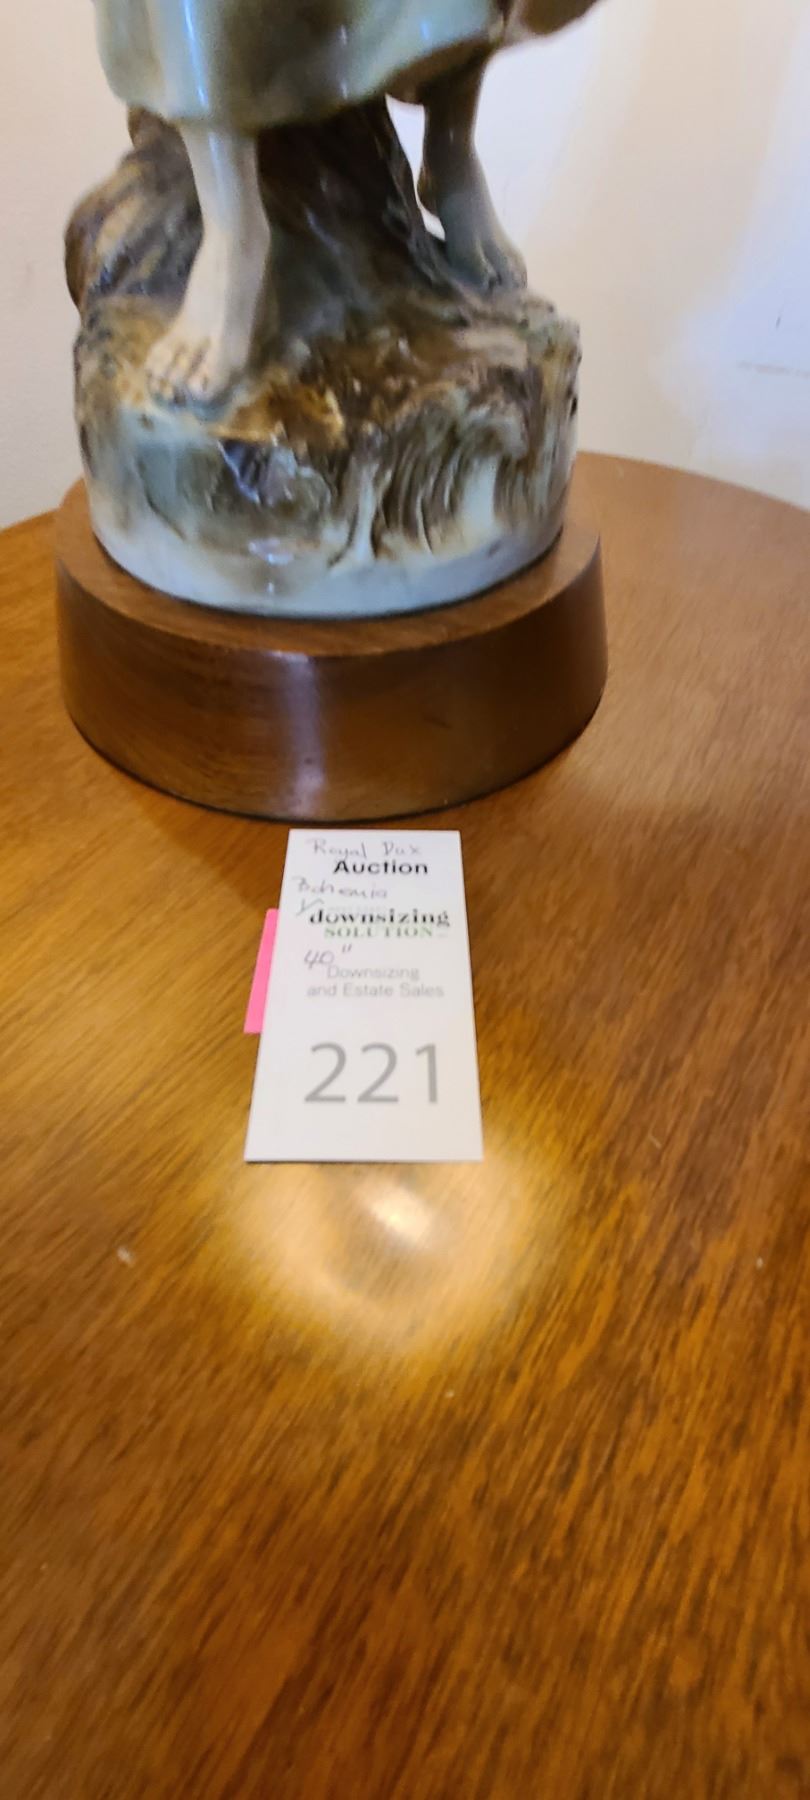 Royal Dux
Auction
Bohemia
downsizing
SOLUTION
40"
Downsizing
and Estate Sales
221